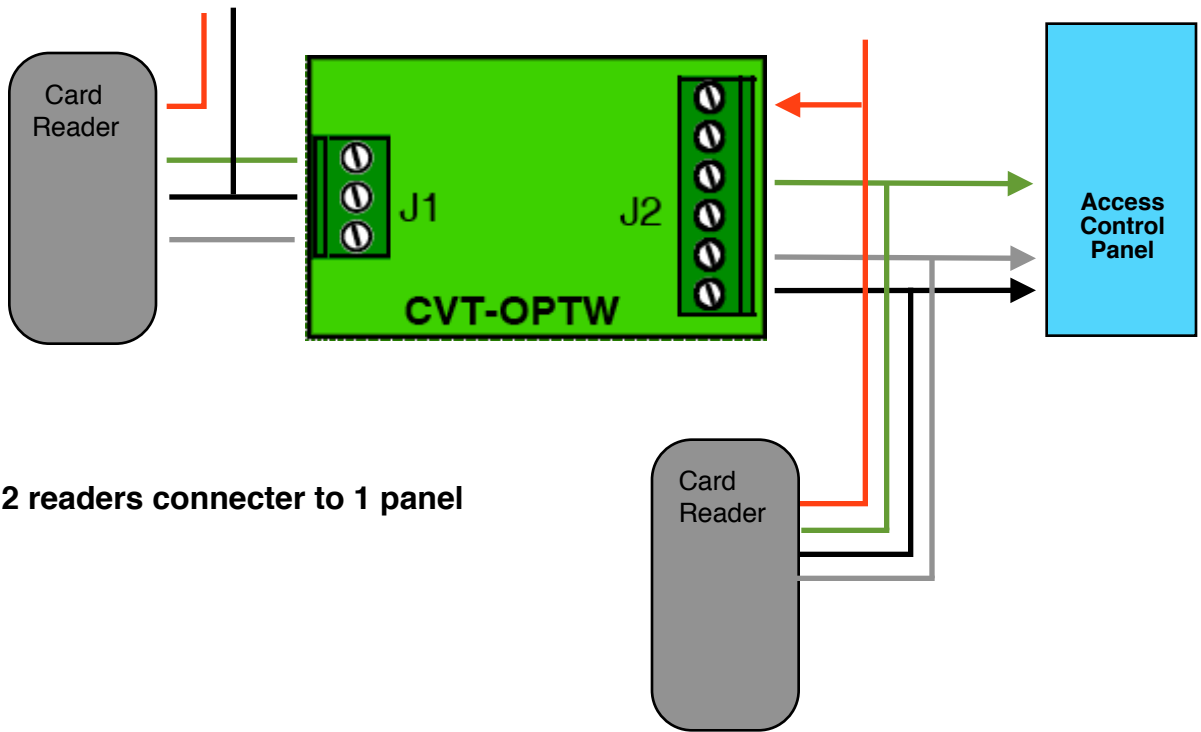 Card
Reader
J1
J2
CVT-OPTW
Access
Control
Panel
2 readers connecter to 1 panel
Card
Reader